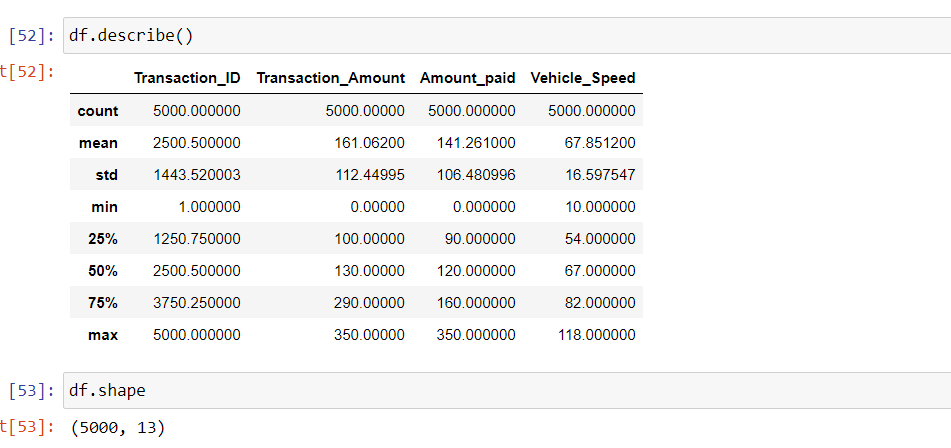 [52]: df.describe()
t[52]:
Transaction_ID Transaction_Amount Amount_paid Vehicle_Speed
count 5000.000000 5000.00000 5000.000000 5000.000000
mean 2500.500000 161.06200 141.261000 67.851200
std 1443.520003 112.44995 106.480996 16.597547
min 1.000000 0.00000 0.000000 10.000000
25% 1250.750000 100.00000 90.000000 54.000000
50% 2500.500000 130.00000 120.000000 67.000000
75% 3750.250000 290.00000 160.000000 82.000000
max 5000.000000 350.00000 350.000000 118.000000
[53]: df.shape
t[53]: (5000, 13)